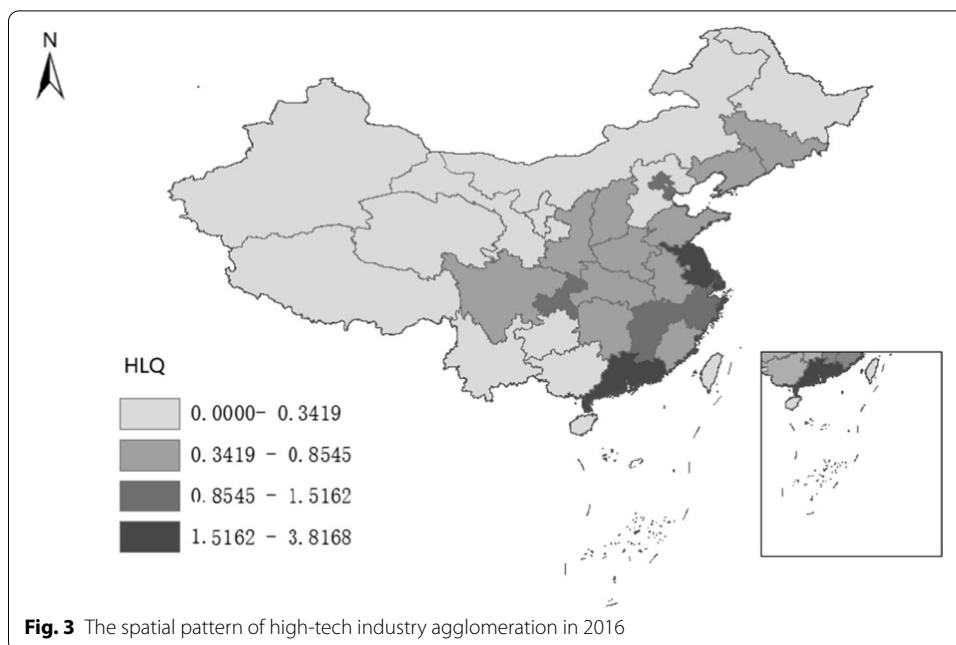 N
HLQ
0.0000- 0.3419
0.3419 - 0.8545
0.8545 - 1.5162
1.5162 - 3.8168
Fig. 3 The spatial pattern of high-tech industry agglomeration in 2016